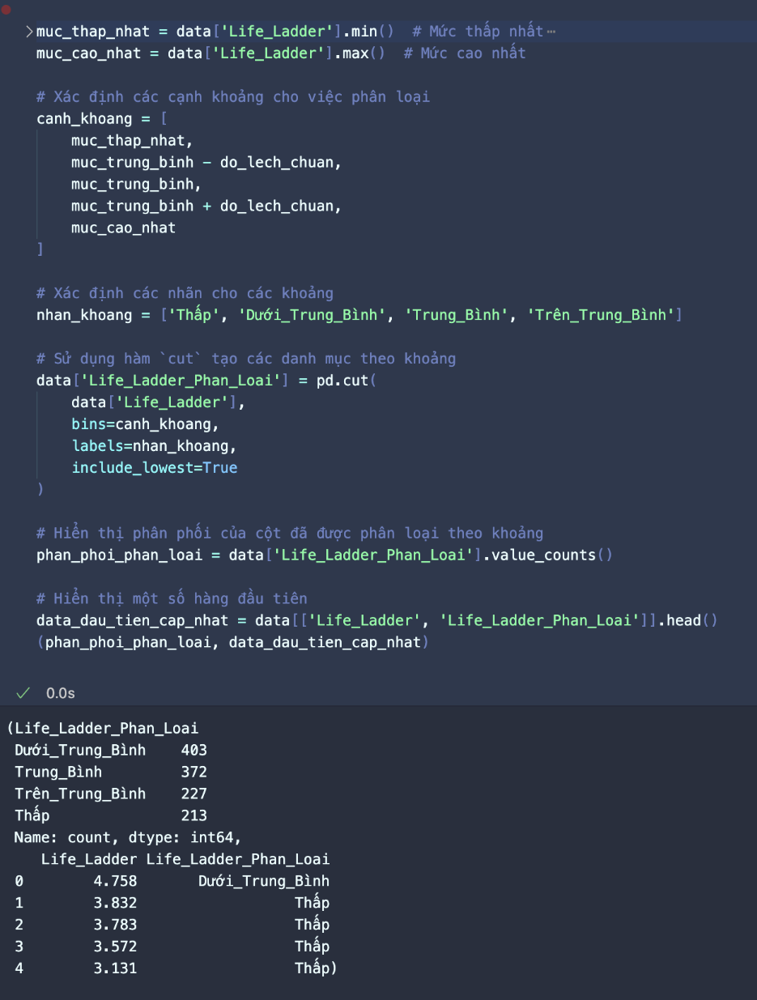 muc_thap_nhat = data['Life_Ladder'].min()  # Mức thấp nhất…
muc_cao_nhat = data['Life_Ladder'].max()  # Mức cao nhất
# Xác định các cạnh khoảng cho việc phân loại
canh_khoang = [
    muc_thap_nhat,
    muc_trung_binh - do_lech_chuan,
    muc_trung_binh,
    muc_trung_binh + do_lech_chuan,
    muc_cao_nhat
]
# Xác định các nhãn cho các khoảng
nhan_khoang = ['Thấp', 'Dưới_Trung_Bình', 'Trung_Bình', 'Trên_Trung_Bình']
# Sử dụng hàm `cut` tạo các danh mục theo khoảng
data['Life_Ladder_Phan_Loai'] = pd.cut(
    data['Life_Ladder'],
    bins=canh_khoang,
    labels=nhan_khoang,
    include_lowest=True
)
# Hiển thị phân phối của cột đã được phân loại theo khoảng
phan_phoi_phan_loai = data['Life_Ladder_Phan_Loai'].value_counts()
# Hiển thị một số hàng đầu tiên
data_dau_tien_cap_nhat = data[['Life_Ladder', 'Life_Ladder_Phan_Loai']].head()
(phan_phoi_phan_loai, data_dau_tien_cap_nhat)
0.0s
(Life_Ladder_Phan_Loai
 Dưới_Trung_Bình    403
 Trung_Bình         372
 Trên_Trung_Bình    227
 Thấp               213
 Name: count, dtype: int64,
    Life_Ladder Life_Ladder_Phan_Loai
 0        4.758       Dưới_Trung_Bình
 1        3.832                  Thấp
 2        3.783                  Thấp
 3        3.572                  Thấp
 4        3.131                  Thấp)